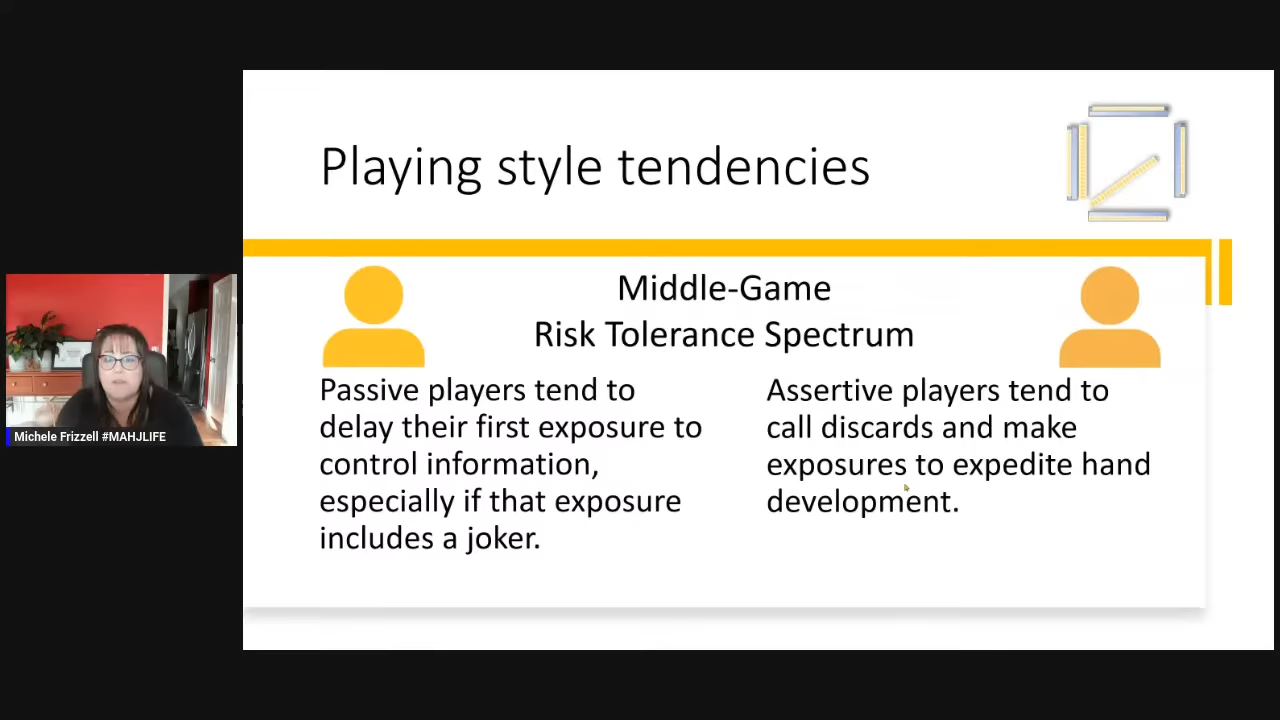 Playing style tendencies
Middle-Game
Risk Tolerance Spectrum
Passive players tend to
delay their first exposure to
control information,
especially if that exposure
includes a joker.
Assertive players tend to
call discards and make
exposures to expedite hand
development.
Michele Frizzell #MAHJLIFE